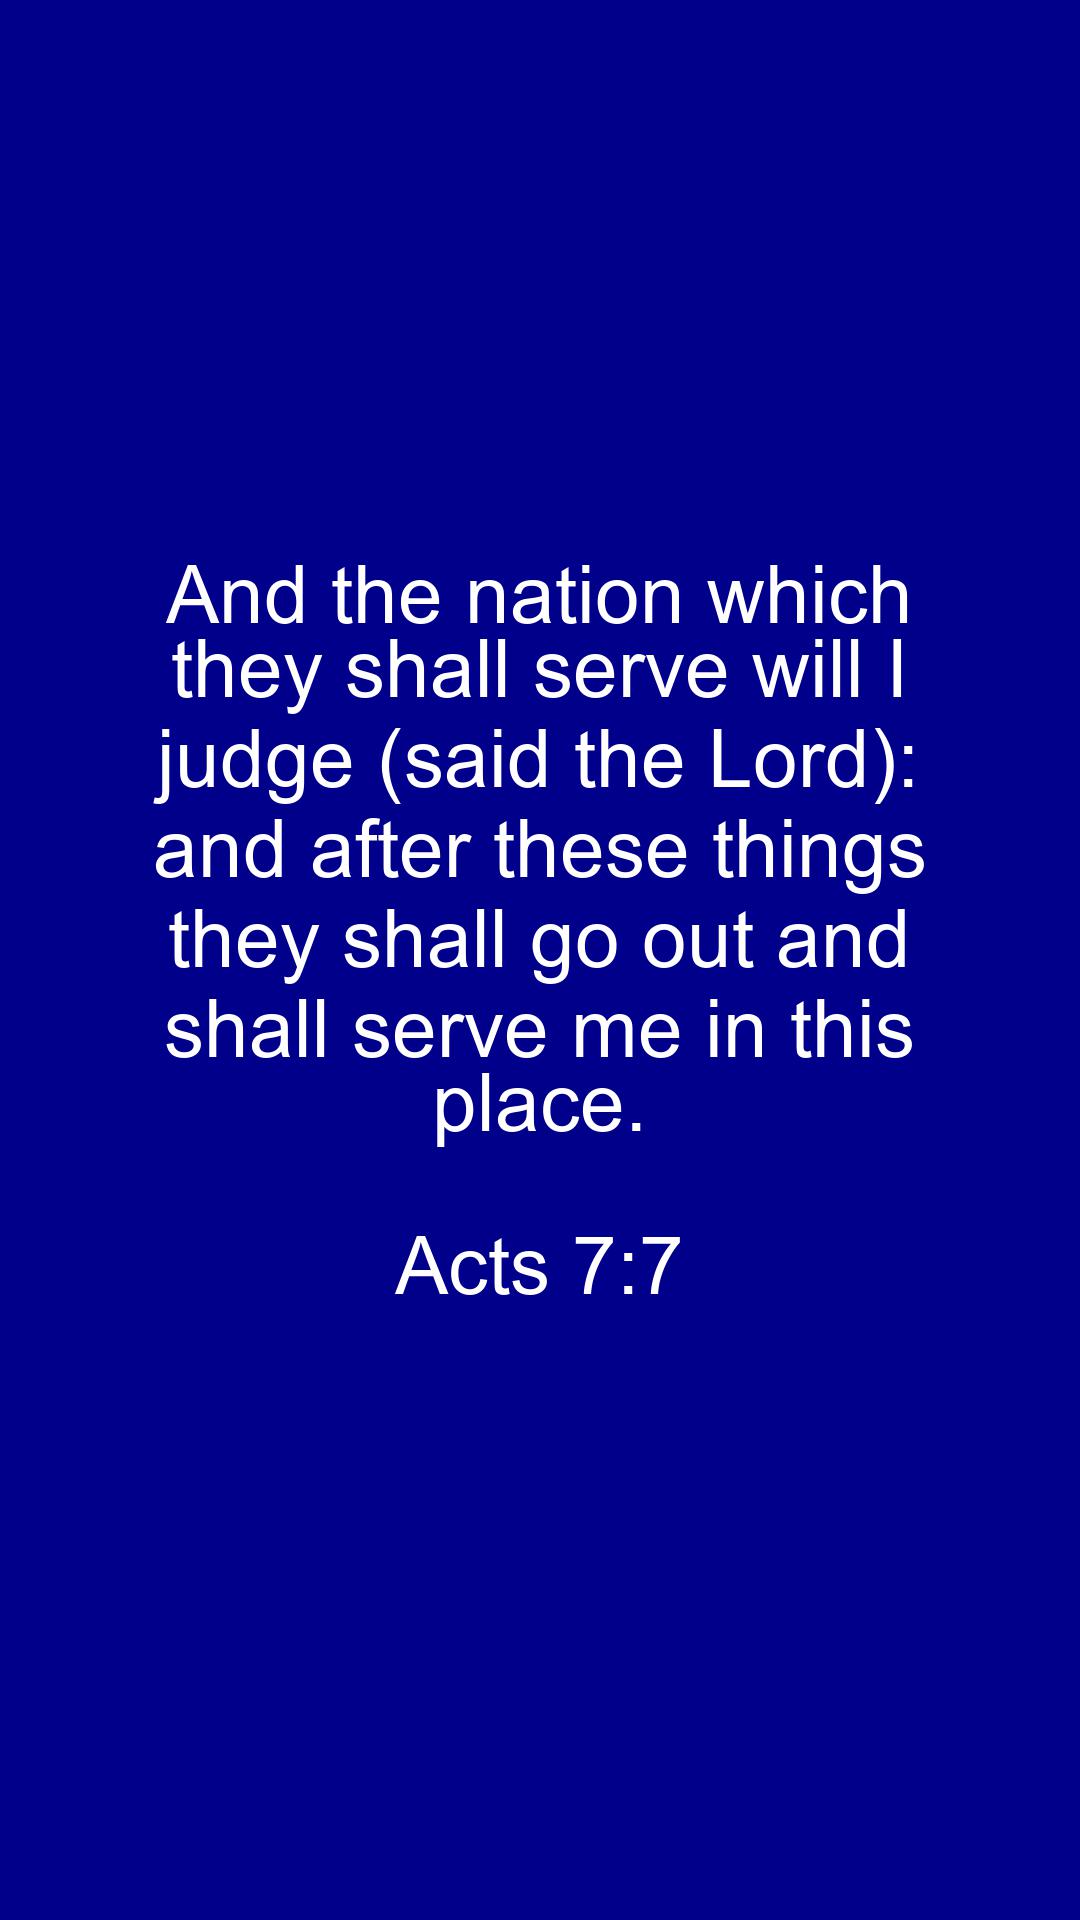 And the nation which
they shall serve will I
judge (said the Lord):
and after these things
they shall go out and
shall serve me in this
place.
Acts 7:7